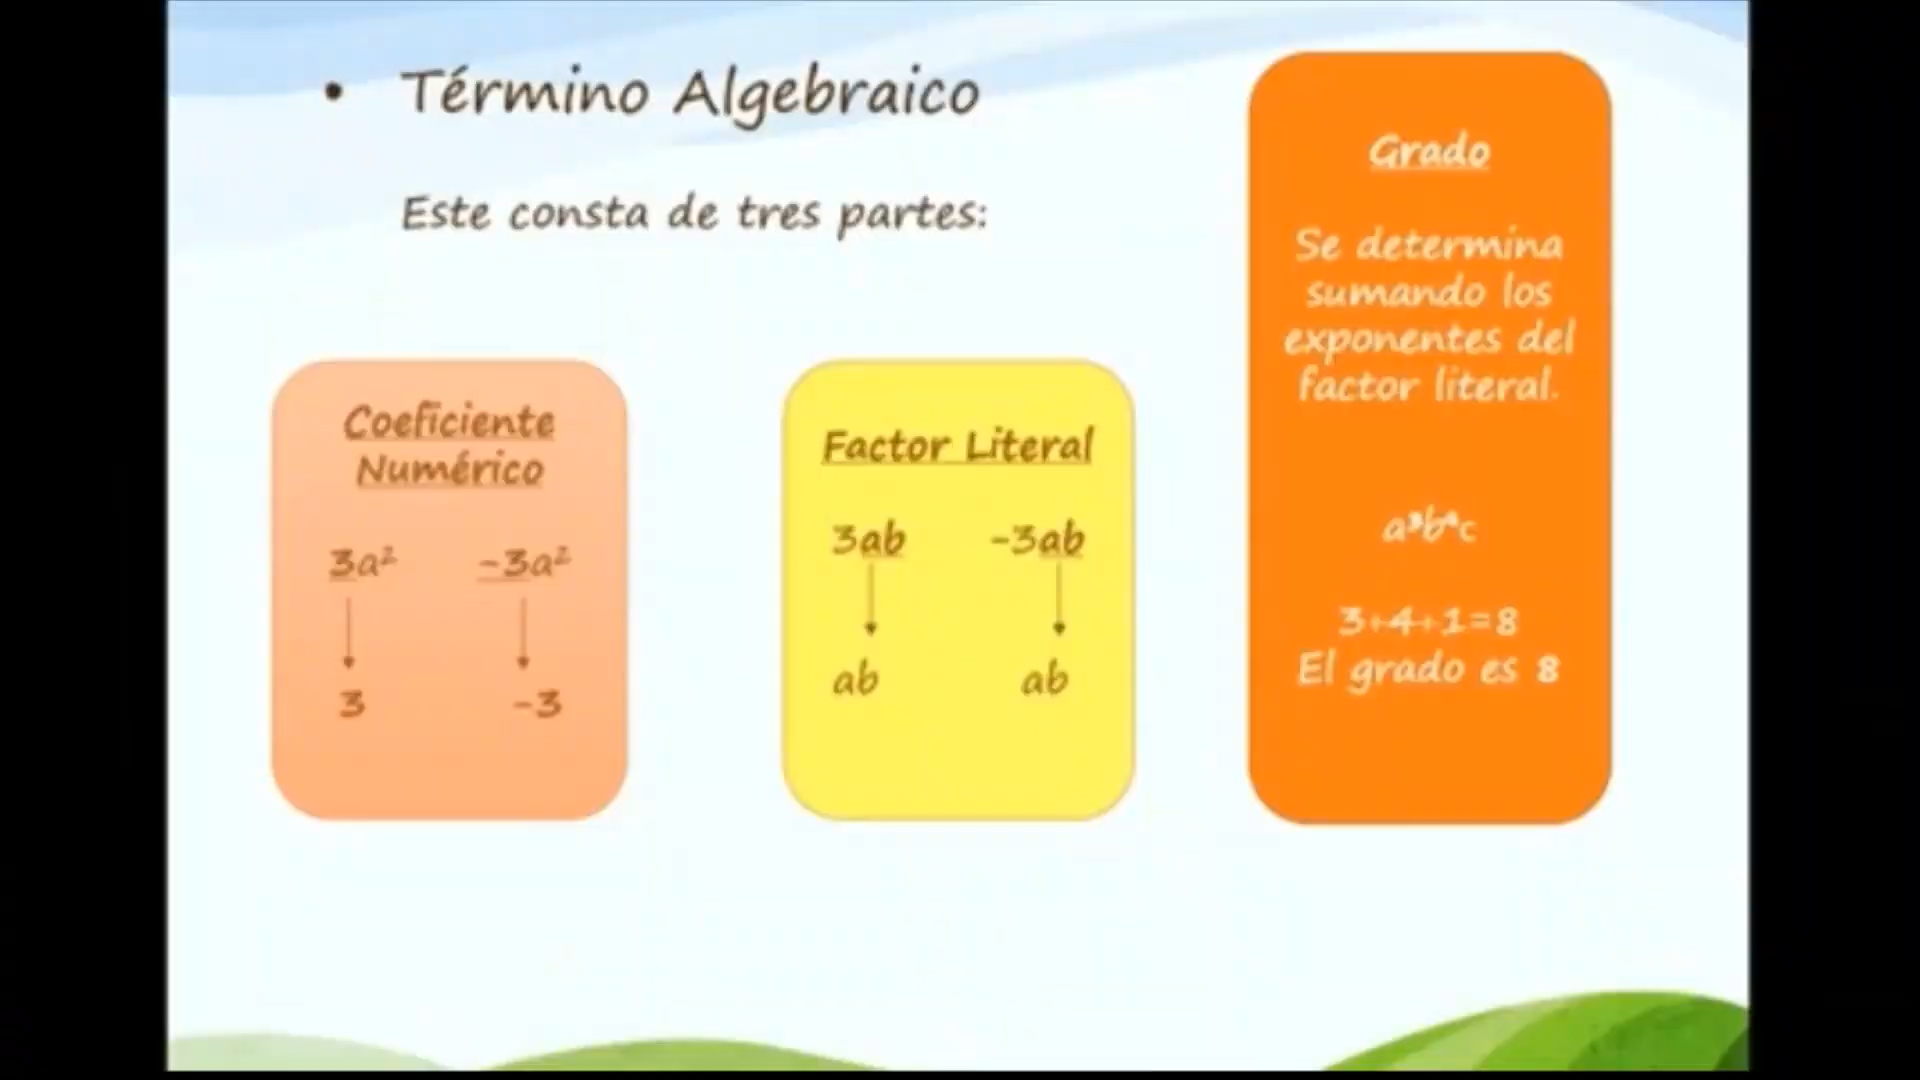 • Término Algebraico
Este consta de tres partes:
Coeficiente
Numérico
3a² -3a²
3 -3
Factor Literal
3ab -3ab
ab ab
Grado
Se determina
sumando los
exponentes del
factor literal.
a³b⁴c
3+4+1=8
El grado es 8